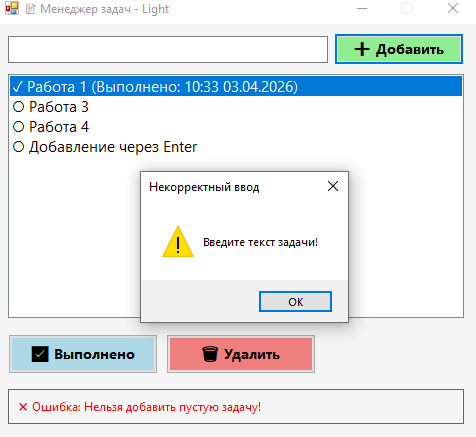 Менеджер задач - Light
Добавить
✓ Работа 1 (Выполнено: 10:33 03.04.2026)
○ Работа 3
○ Работа 4
○ Добавление через Enter
Некорректный ввод
Введите текст задачи!
ОК
Выполнено
Удалить
✕ Ошибка: Нельзя добавить пустую задачу!